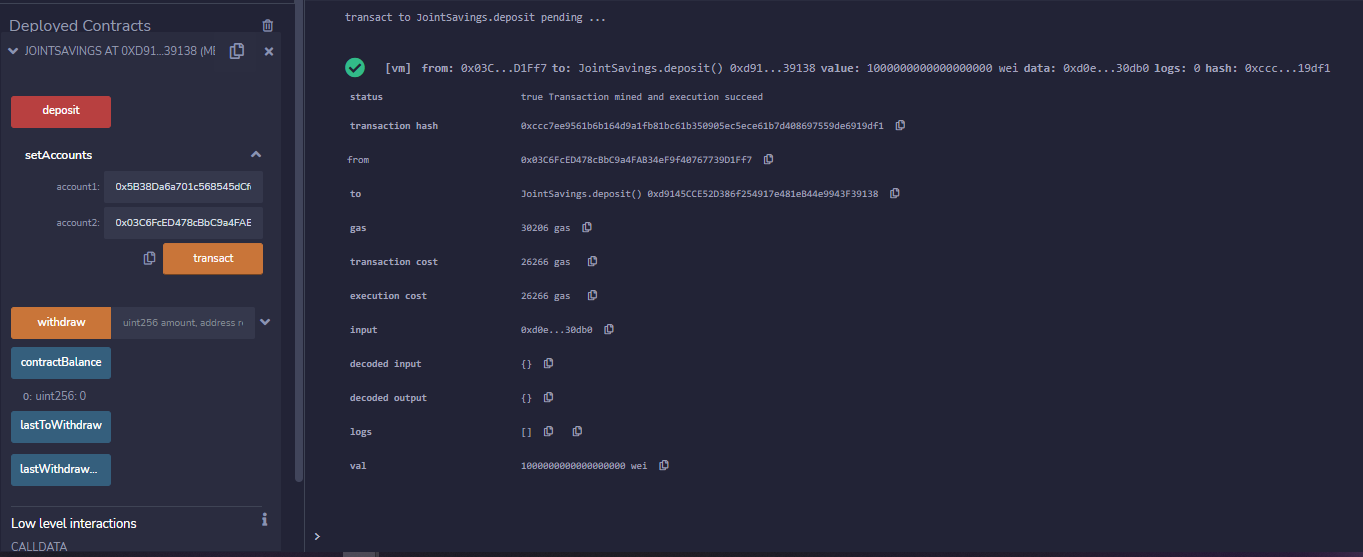 Deployed Contracts
JOINTSAVINGS AT 0XD91...39138 (ME
deposit
setAccounts
account1: 0x5B38Da6a701c568545dCf
account2: 0x03C6FcED478cBbC9a4FAE
transact
withdraw uint256 amount, address r
contractBalance
0: uint256: 0
lastToWithdraw
lastWithdraw...
Low level interactions
CALLDATA
transact to JointSavings.deposit pending ...
[vm] from: 0x03C...D1Ff7 to: JointSavings.deposit() 0xd91...39138 value: 1000000000000000000 wei data: 0xd0e...30db0 logs: 0 hash: 0xccc...19df1
status true Transaction mined and execution succeed
transaction hash 0xccc7ee9561b6b164d9a1fb81bc61b350905ec5ece61b7d408697559de6919df1
from 0x03C6FcED478cBbC9a4FAB34eF9f40767739D1Ff7
to JointSavings.deposit() 0xd9145CCE52D386f254917e481eB44e9943F39138
gas 30206 gas
transaction cost 26266 gas
execution cost 26266 gas
input 0xd0e...30db0
decoded input {}
decoded output {}
logs []
val 1000000000000000000 wei
>